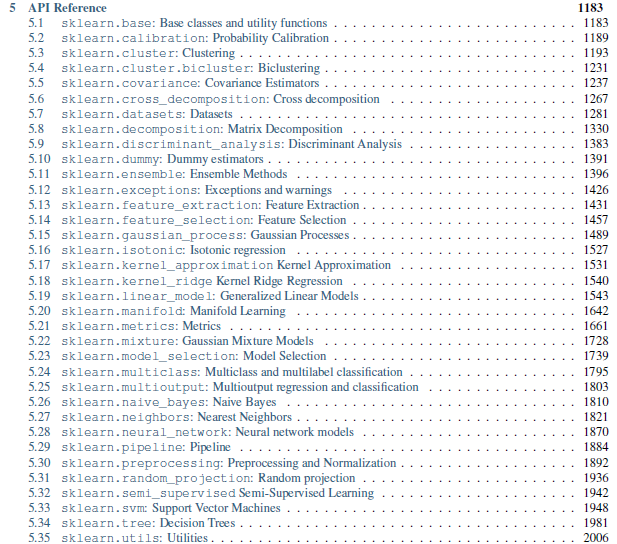 5 API Reference 1183
5.1 sklearn.base: Base classes and utility functions . . . . . . . . . . . . . . . . . . . . 1183
5.2 sklearn.calibration: Probability Calibration . . . . . . . . . . . . . . . . . . . . 1189
5.3 sklearn.cluster: Clustering . . . . . . . . . . . . . . . . . . . . 1193
5.4 sklearn.cluster.bicluster: Biclustering . . . . . . . . . . . . . . . . . . . . 1231
5.5 sklearn.covariance: Covariance Estimators . . . . . . . . . . . . . . . . . . . . 1237
5.6 sklearn.cross_decomposition: Cross decomposition . . . . . . . . . . . . . . . . 1267
5.7 sklearn.datasets: Datasets . . . . . . . . . . . . . . . . . . . . 1281
5.8 sklearn.decomposition: Matrix Decomposition . . . . . . . . . . . . . . . . . . 1330
5.9 sklearn.discriminant_analysis: Discriminant Analysis . . . . . . . . . . . . . . 1383
5.10 sklearn.dummy: Dummy estimators . . . . . . . . . . . . . . . . . . . . 1391
5.11 sklearn.ensemble: Ensemble Methods . . . . . . . . . . . . . . . . . . . . 1396
5.12 sklearn.exceptions: Exceptions and warnings . . . . . . . . . . . . . . . . . . 1426
5.13 sklearn.feature_extraction: Feature Extraction . . . . . . . . . . . . . . . . . 1431
5.14 sklearn.feature_selection: Feature Selection . . . . . . . . . . . . . . . . . . 1457
5.15 sklearn.gaussian_process: Gaussian Processes . . . . . . . . . . . . . . . . . . 1489
5.16 sklearn.isotonic: Isotonic regression . . . . . . . . . . . . . . . . . . . . 1527
5.17 sklearn.kernel_approximation Kernel Approximation . . . . . . . . . . . . . . 1531
5.18 sklearn.kernel_ridge Kernel Ridge Regression . . . . . . . . . . . . . . . . . . 1540
5.19 sklearn.linear_model: Generalized Linear Models . . . . . . . . . . . . . . . . . 1543
5.20 sklearn.manifold: Manifold Learning . . . . . . . . . . . . . . . . . . . . 1642
5.21 sklearn.metrics: Metrics . . . . . . . . . . . . . . . . . . . . 1661
5.22 sklearn.mixture: Gaussian Mixture Models . . . . . . . . . . . . . . . . . . . . 1728
5.23 sklearn.model_selection: Model Selection . . . . . . . . . . . . . . . . . . . . 1739
5.24 sklearn.multiclass: Multiclass and multilabel classification . . . . . . . . . . . . . . 1795
5.25 sklearn.multioutput: Multioutput regression and classification . . . . . . . . . . . . . 1803
5.26 sklearn.naive_bayes: Naive Bayes . . . . . . . . . . . . . . . . . . . . 1810
5.27 sklearn.neighbors: Nearest Neighbors . . . . . . . . . . . . . . . . . . . . 1821
5.28 sklearn.neural_network: Neural network models . . . . . . . . . . . . . . . . . 1870
5.29 sklearn.pipeline: Pipeline . . . . . . . . . . . . . . . . . . . . 1884
5.30 sklearn.preprocessing: Preprocessing and Normalization . . . . . . . . . . . . . . 1892
5.31 sklearn.random_projection: Random projection . . . . . . . . . . . . . . . . . 1936
5.32 sklearn.semi_supervised Semi-Supervised Learning . . . . . . . . . . . . . . . . 1942
5.33 sklearn.svm: Support Vector Machines . . . . . . . . . . . . . . . . . . . . 1948
5.34 sklearn.tree: Decision Trees . . . . . . . . . . . . . . . . . . . . 1981
5.35 sklearn.utils: Utilities . . . . . . . . . . . . . . . . . . . . 2006